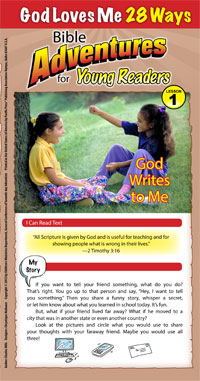 God Loves Me 28 Ways
Bible
Adventures
for Young Readers
LESSON
1
God
Writes
to Me
I Can Read Text
"All Scripture is given by God and is useful for teaching and for
showing people what is wrong in their lives."
—2 Timothy 3:16
My
Story
If you want to tell your friend something, what do you do?
That's right. You go up to that person and say, "Hey, I want to tell
you something." Then you share a funny story, whisper a secret,
or let him know about what you learned in school today. It's fun.
But, what if your friend lived far away? What if he moved to a
city that was in another state or even another country?
Look at the pictures and circle what you would use to share
your thoughts with your faraway friend. Maybe you would use all
three!